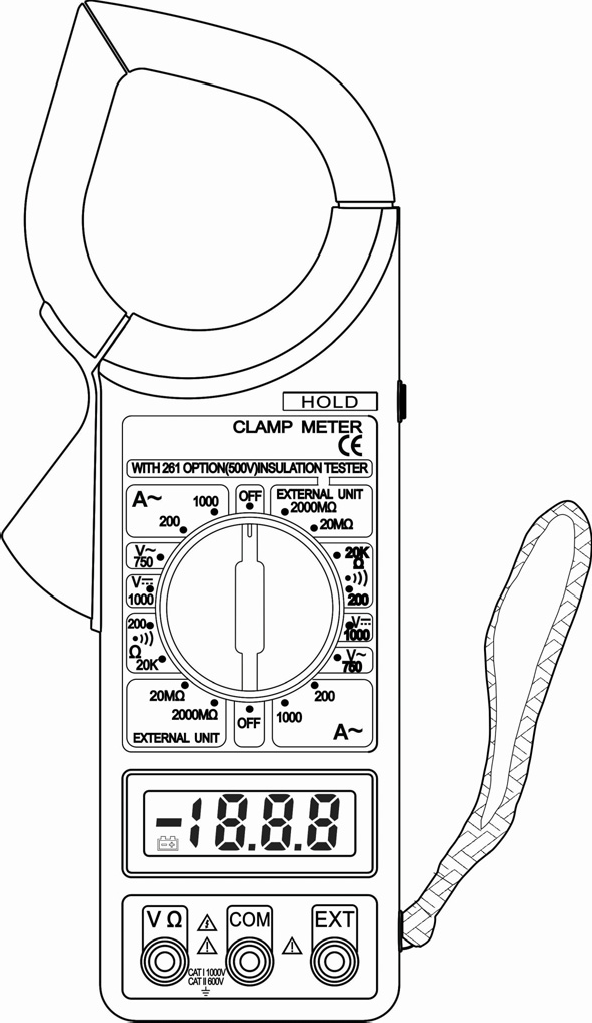 HOLD
CLAMP METER
CE
WITH 261 OPTION(500V)INSULATION TESTER
A~
1000
200
OFF
EXTERNAL UNIT
2000MΩ
20MΩ
V~
750
20K
Ω
200
V⎓
1000
V⎓
1000
200
Ω
20K
V~
750
20MΩ
2000MΩ
EXTERNAL UNIT
OFF
200
1000
A~
-18.8.8
V Ω
COM
EXT
CAT I 1000V
CAT II 600V